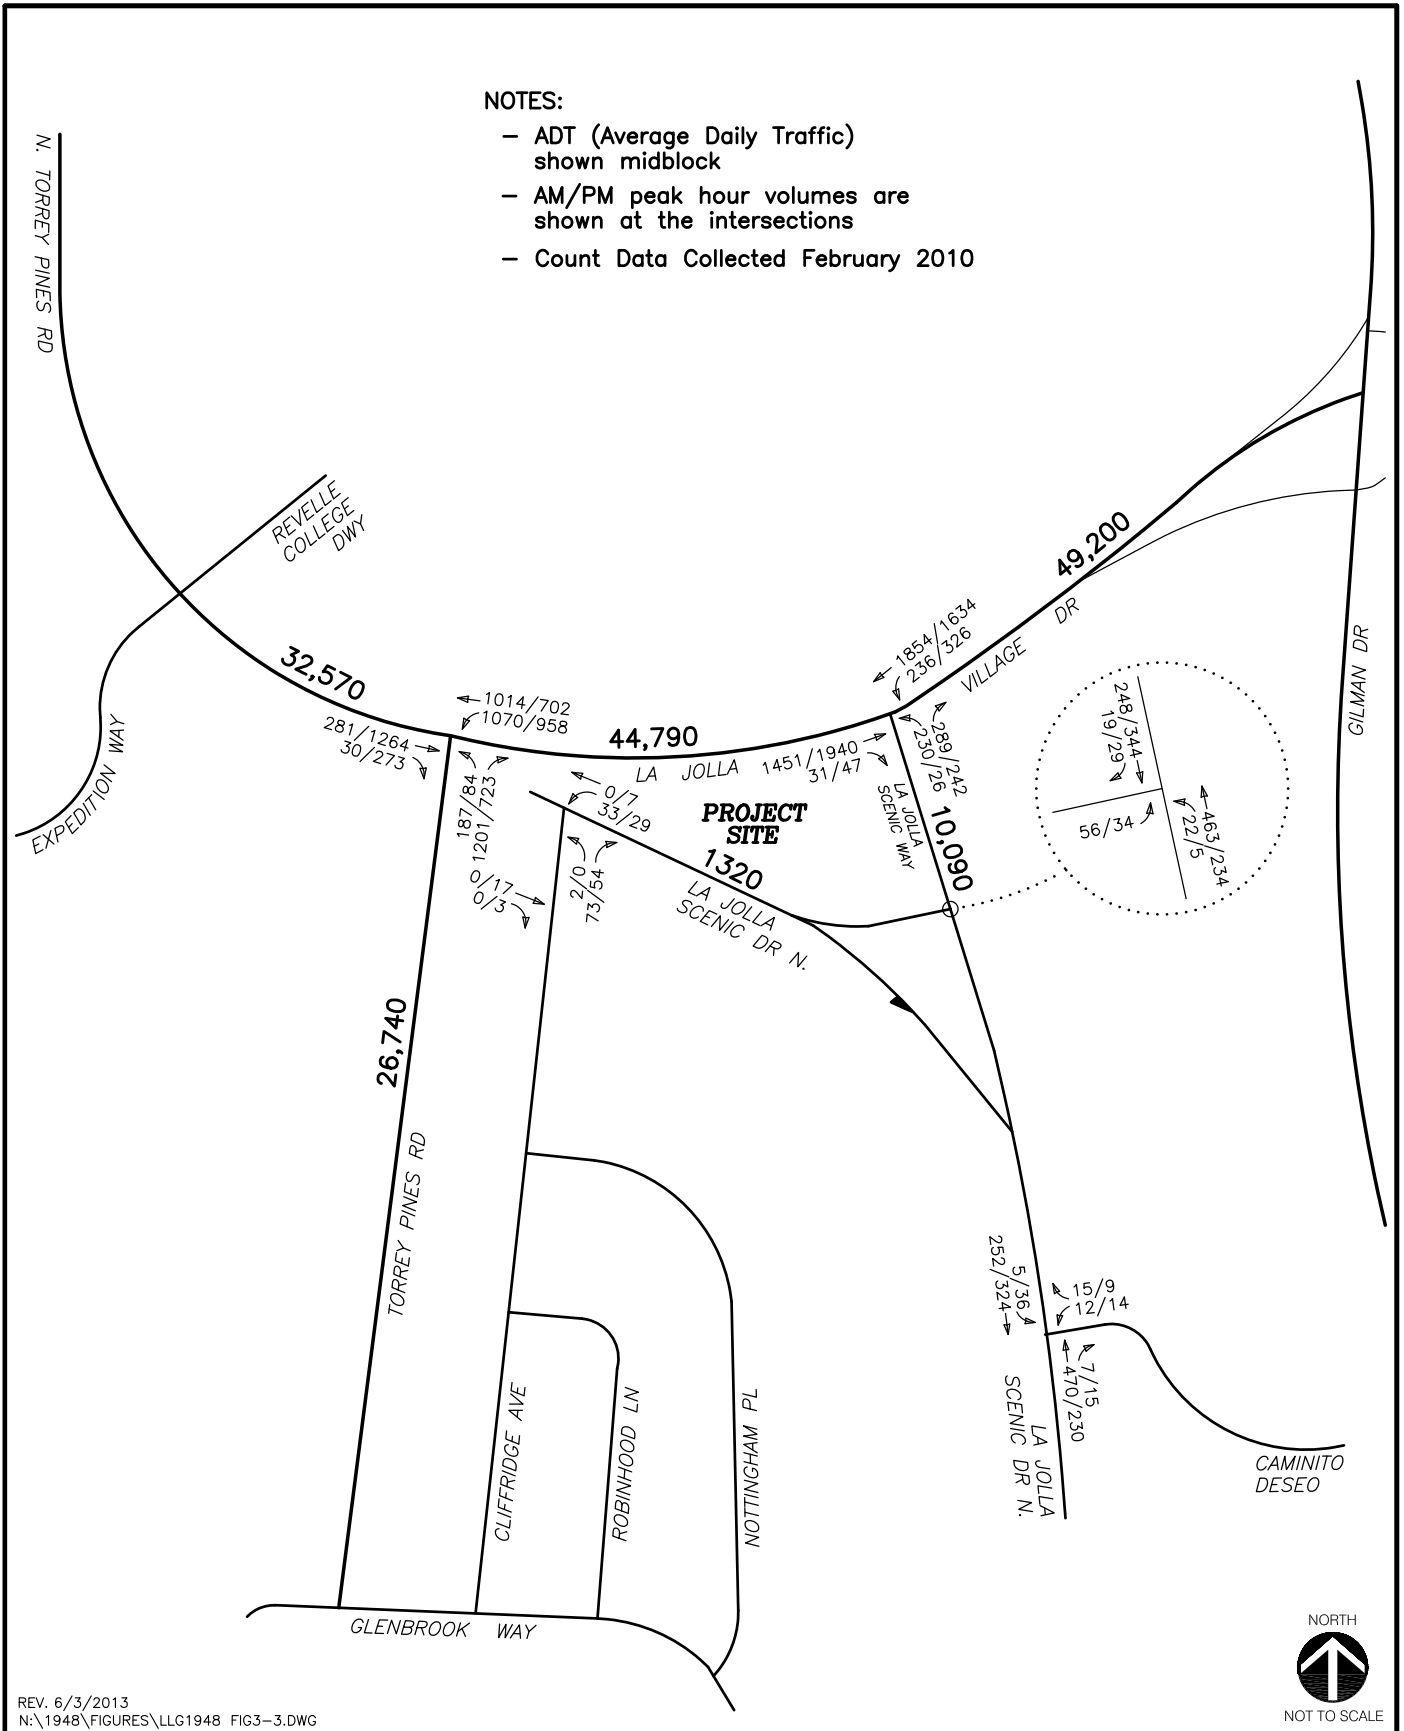 NOTES:
– ADT (Average Daily Traffic)
shown midblock
– AM/PM peak hour volumes are
shown at the intersections
– Count Data Collected February 2010
N. TORREY PINES RD
REVELLE
COLLEGE
DWY
EXPEDITION WAY
32,570
281/1264
30/273
1014/702
1070/958
187/84
1201/723
44,790
LA JOLLA
VILLAGE DR
1451/1940
31/47
1854/1634
236/326
289/242
230/26
49,200
GILMAN DR
LA JOLLA
SCENIC WAY
10,090
248/344
19/29
56/34
463/234
22/5
PROJECT
SITE
0/7
33/29
2/0
73/54
0/17
0/3
1320
LA JOLLA
SCENIC DR N.
26,740
TORREY PINES RD
5/36
252/324
15/9
12/14
7/15
470/230
LA JOLLA
SCENIC DR N.
CAMINITO
DESEO
CLIFFRIDGE AVE
ROBINHOOD LN
NOTTINGHAM PL
GLENBROOK WAY
NORTH
NOT TO SCALE
REV. 6/3/2013
N:\1948\FIGURES\LLG1948 FIG3-3.DWG